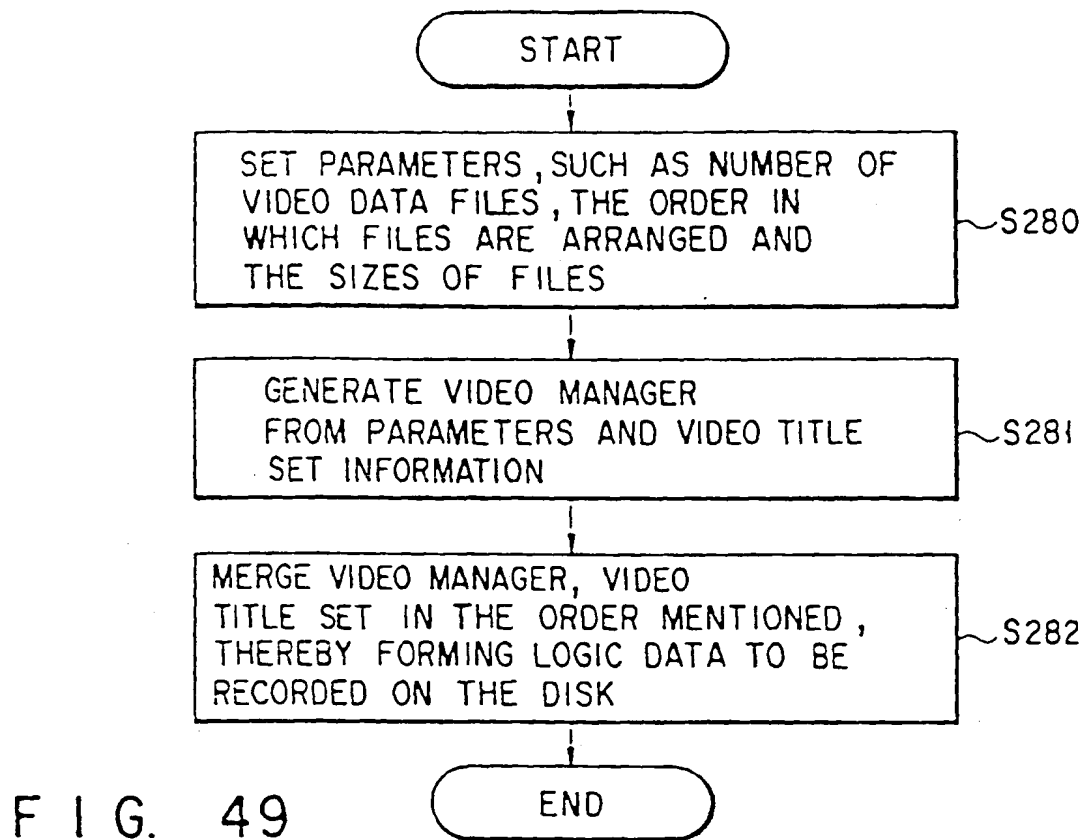 START
SET PARAMETERS, SUCH AS NUMBER OF
VIDEO DATA FILES, THE ORDER IN
WHICH FILES ARE ARRANGED AND
THE SIZES OF FILES
S280
GENERATE VIDEO MANAGER
FROM PARAMETERS AND VIDEO TITLE
SET INFORMATION
S281
MERGE VIDEO MANAGER, VIDEO
TITLE SET IN THE ORDER MENTIONED,
THEREBY FORMING LOGIC DATA TO BE
RECORDED ON THE DISK
S282
END
FIG. 49